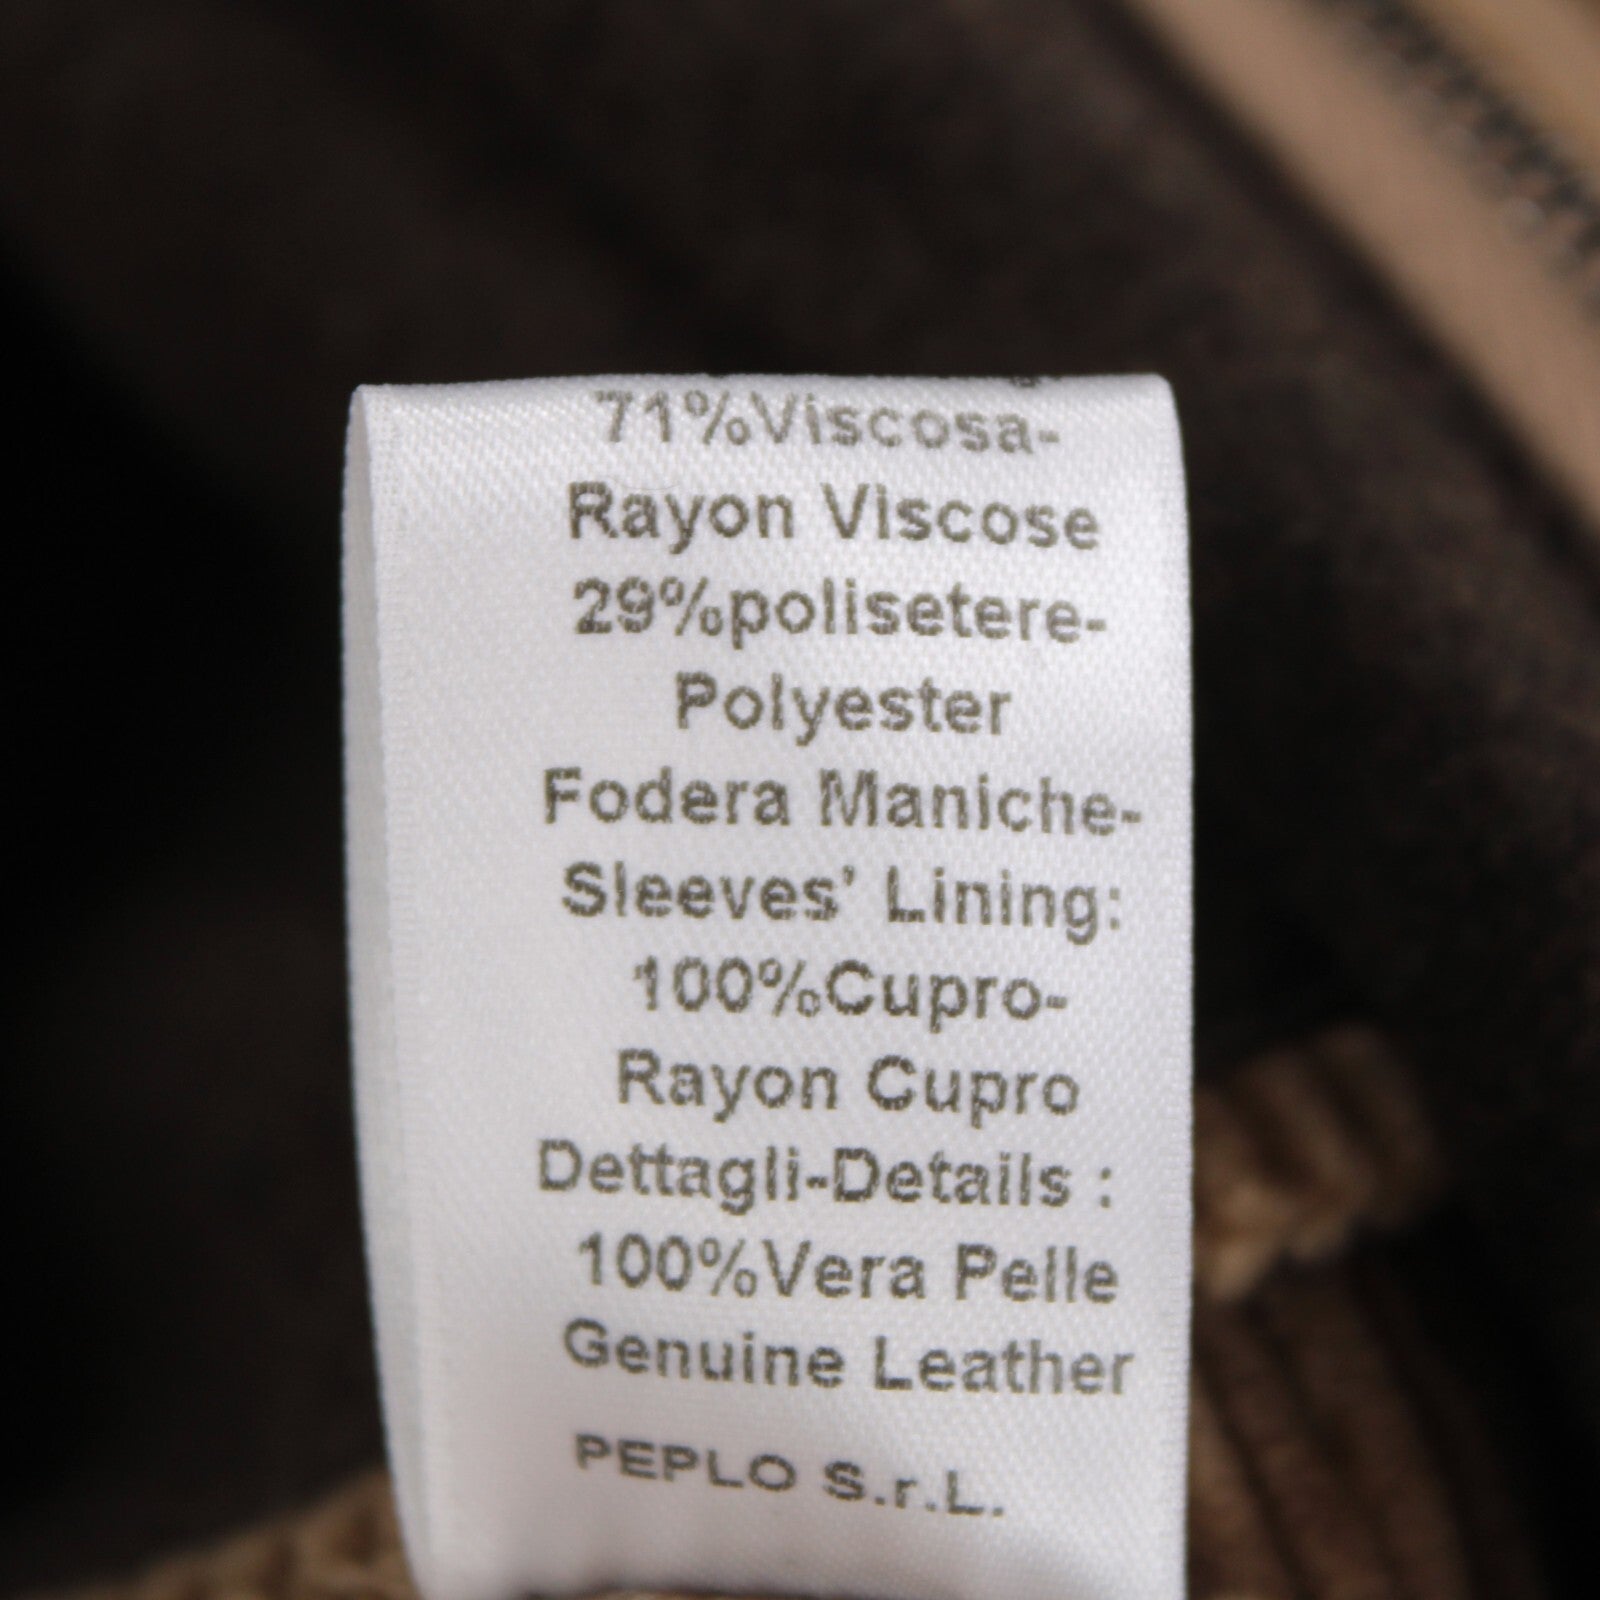 71%Viscosa-
Rayon Viscose
29%polisetere-
Polyester
Fodera Maniche-
Sleeves' Lining:
100%Cupro-
Rayon Cupro
Dettagli-Details :
100%Vera Pelle
Genuine Leather
PEPLO S.r.L.